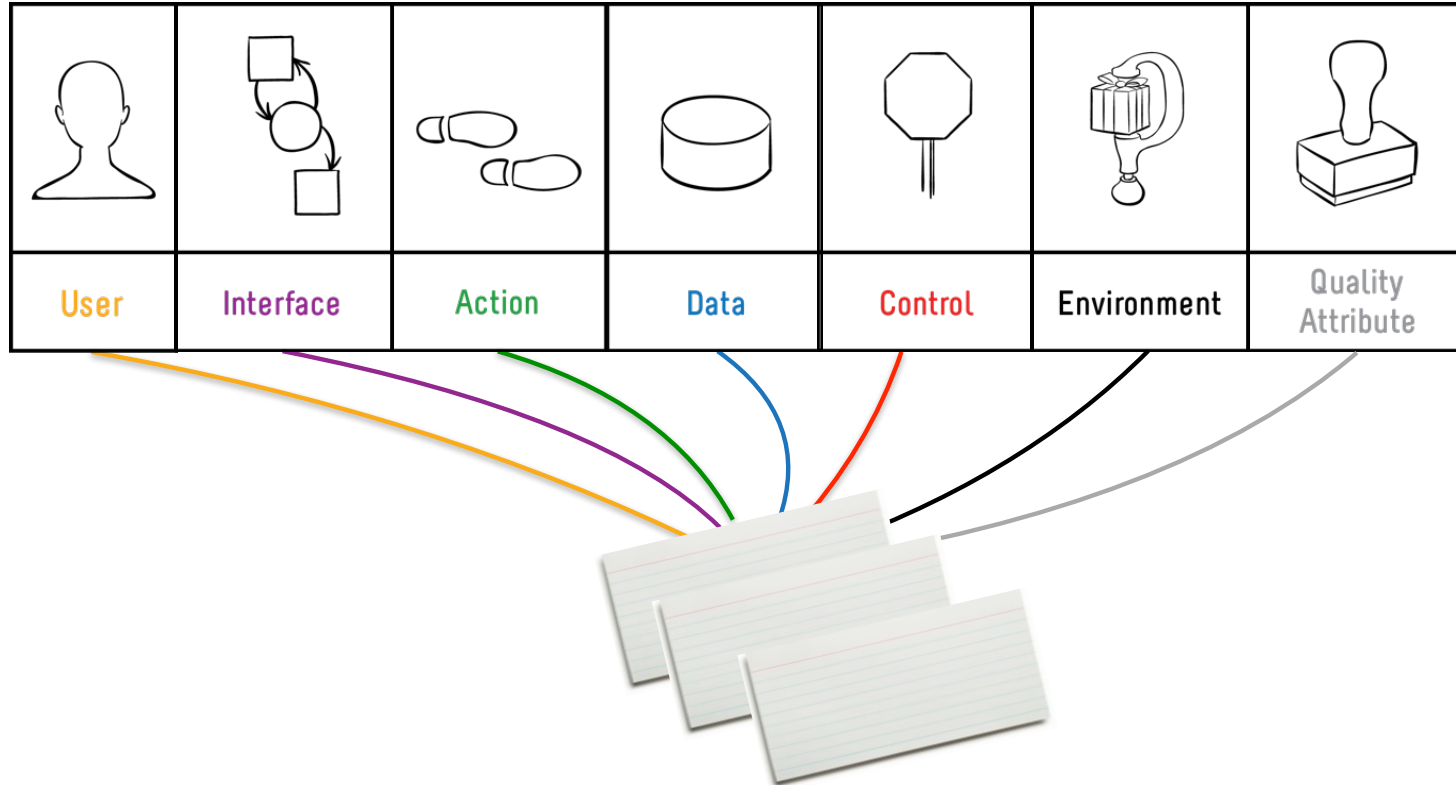 User
Interface
Action
Data
Control
Environment
Quality
Attribute